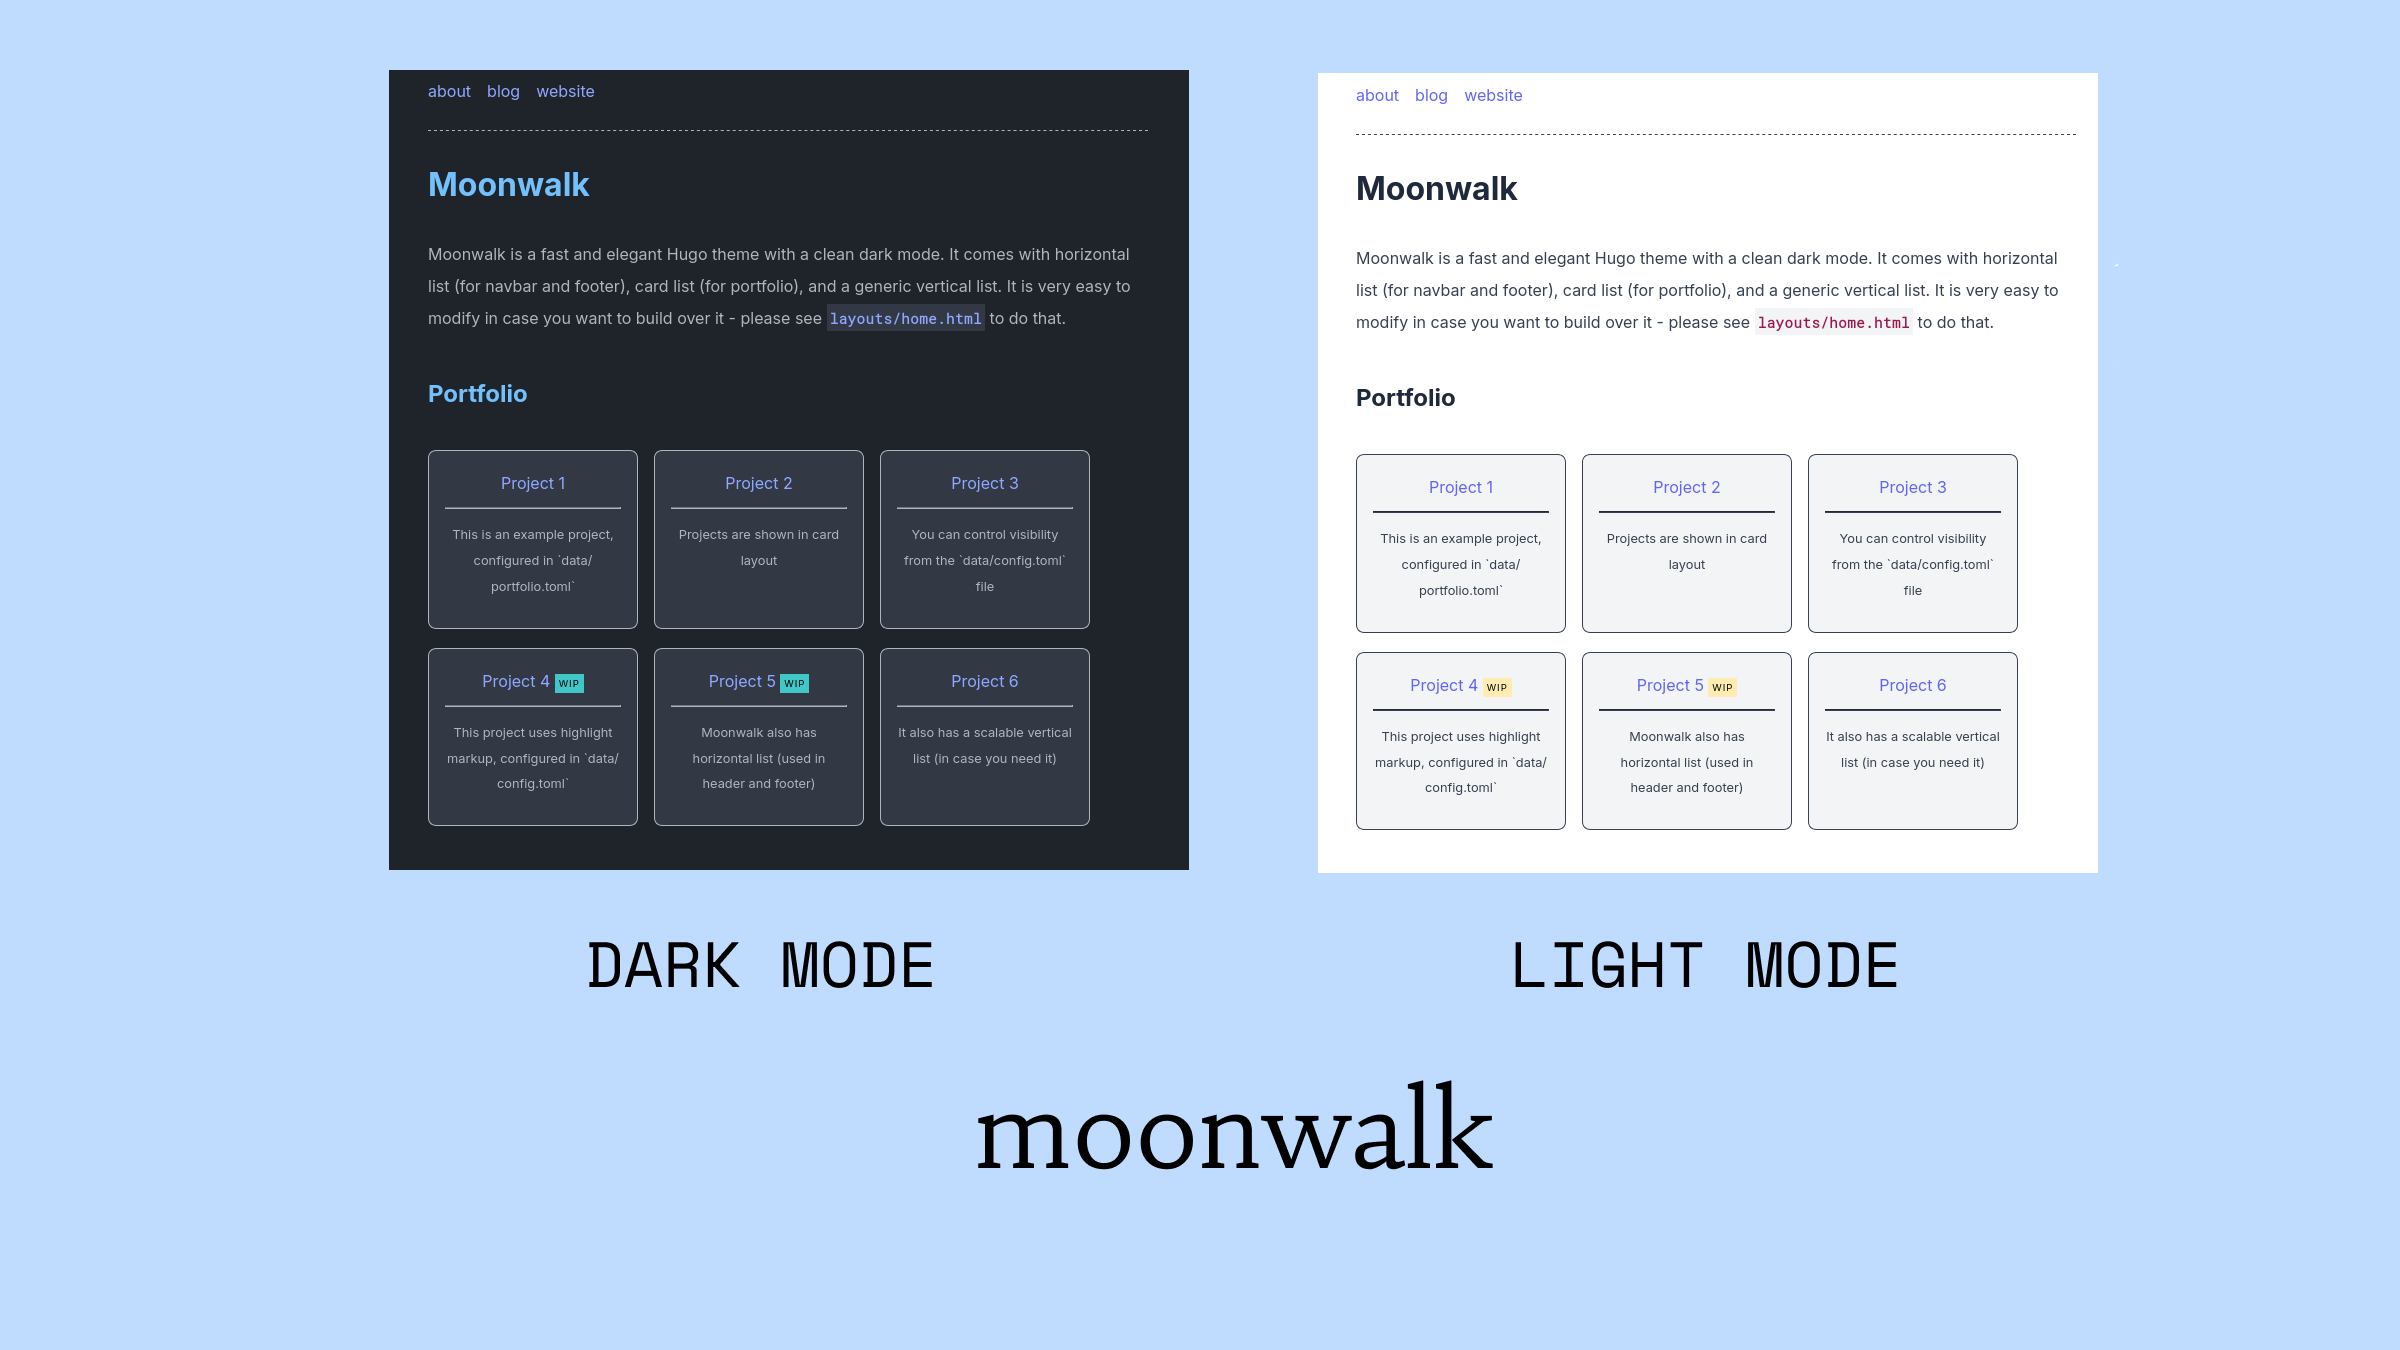 about blog website
Moonwalk
Moonwalk is a fast and elegant Hugo theme with a clean dark mode. It comes with horizontal
list (for navbar and footer), card list (for portfolio), and a generic vertical list. It is very easy to
modify in case you want to build over it - please see layouts/home.html to do that.
Portfolio
Project 1
This is an example project,
configured in `data/
portfolio.toml`
Project 2
Projects are shown in card
layout
Project 3
You can control visibility
from the `data/config.toml`
file
Project 4 WIP
This project uses highlight
markup, configured in `data/
config.toml`
Project 5 WIP
Moonwalk also has
horizontal list (used in
header and footer)
Project 6
It also has a scalable vertical
list (in case you need it)
DARK MODE
about blog website
Moonwalk
Moonwalk is a fast and elegant Hugo theme with a clean dark mode. It comes with horizontal
list (for navbar and footer), card list (for portfolio), and a generic vertical list. It is very easy to
modify in case you want to build over it - please see layouts/home.html to do that.
Portfolio
Project 1
This is an example project,
configured in `data/
portfolio.toml`
Project 2
Projects are shown in card
layout
Project 3
You can control visibility
from the `data/config.toml`
file
Project 4 WIP
This project uses highlight
markup, configured in `data/
config.toml`
Project 5 WIP
Moonwalk also has
horizontal list (used in
header and footer)
Project 6
It also has a scalable vertical
list (in case you need it)
LIGHT MODE
moonwalk